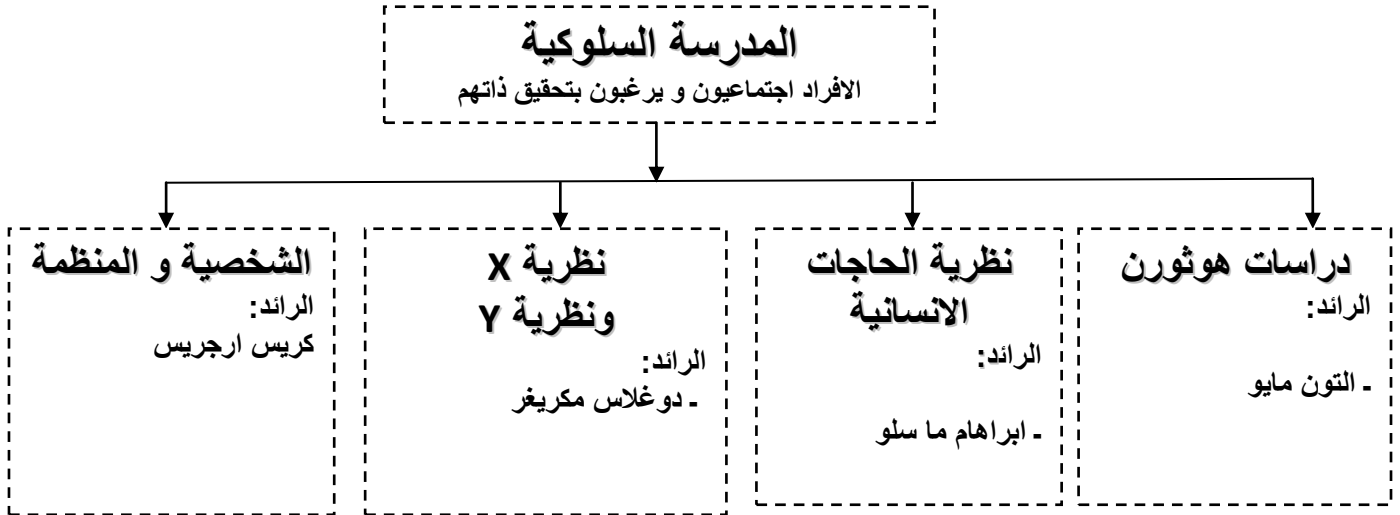 المدرسة السلوكية
الافراد اجتماعيون و يرغبون بتحقيق ذاتهم
دراسات هوثورن
الرائد:
- التون مايو
نظرية الحاجات
الانسانية
الرائد:
- ابراهام ما سلو
نظرية X
ونظرية Y
الرائد:
- دوغلاس مكريغر
الشخصية و المنظمة
الرائد:
كريس ارجريس